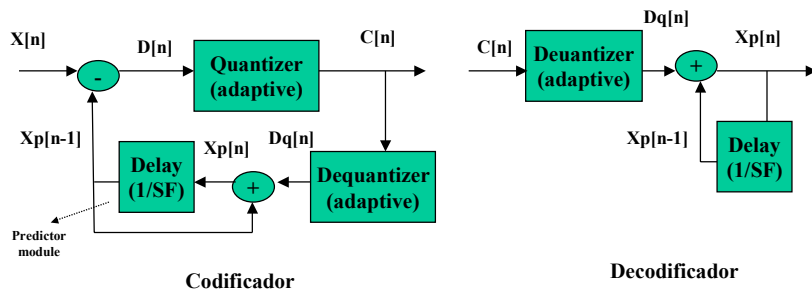 X[n]
D[n]
Quantizer
(adaptive)
C[n]
Xp[n-1]
Xp[n]
Dq[n]
Delay
(1/SF)
Dequantizer
(adaptive)
-
+
Predictor
module
Codificador
C[n]
Deuantizer
(adaptive)
Dq[n]
+
Xp[n]
Xp[n-1]
Delay
(1/SF)
Decodificador